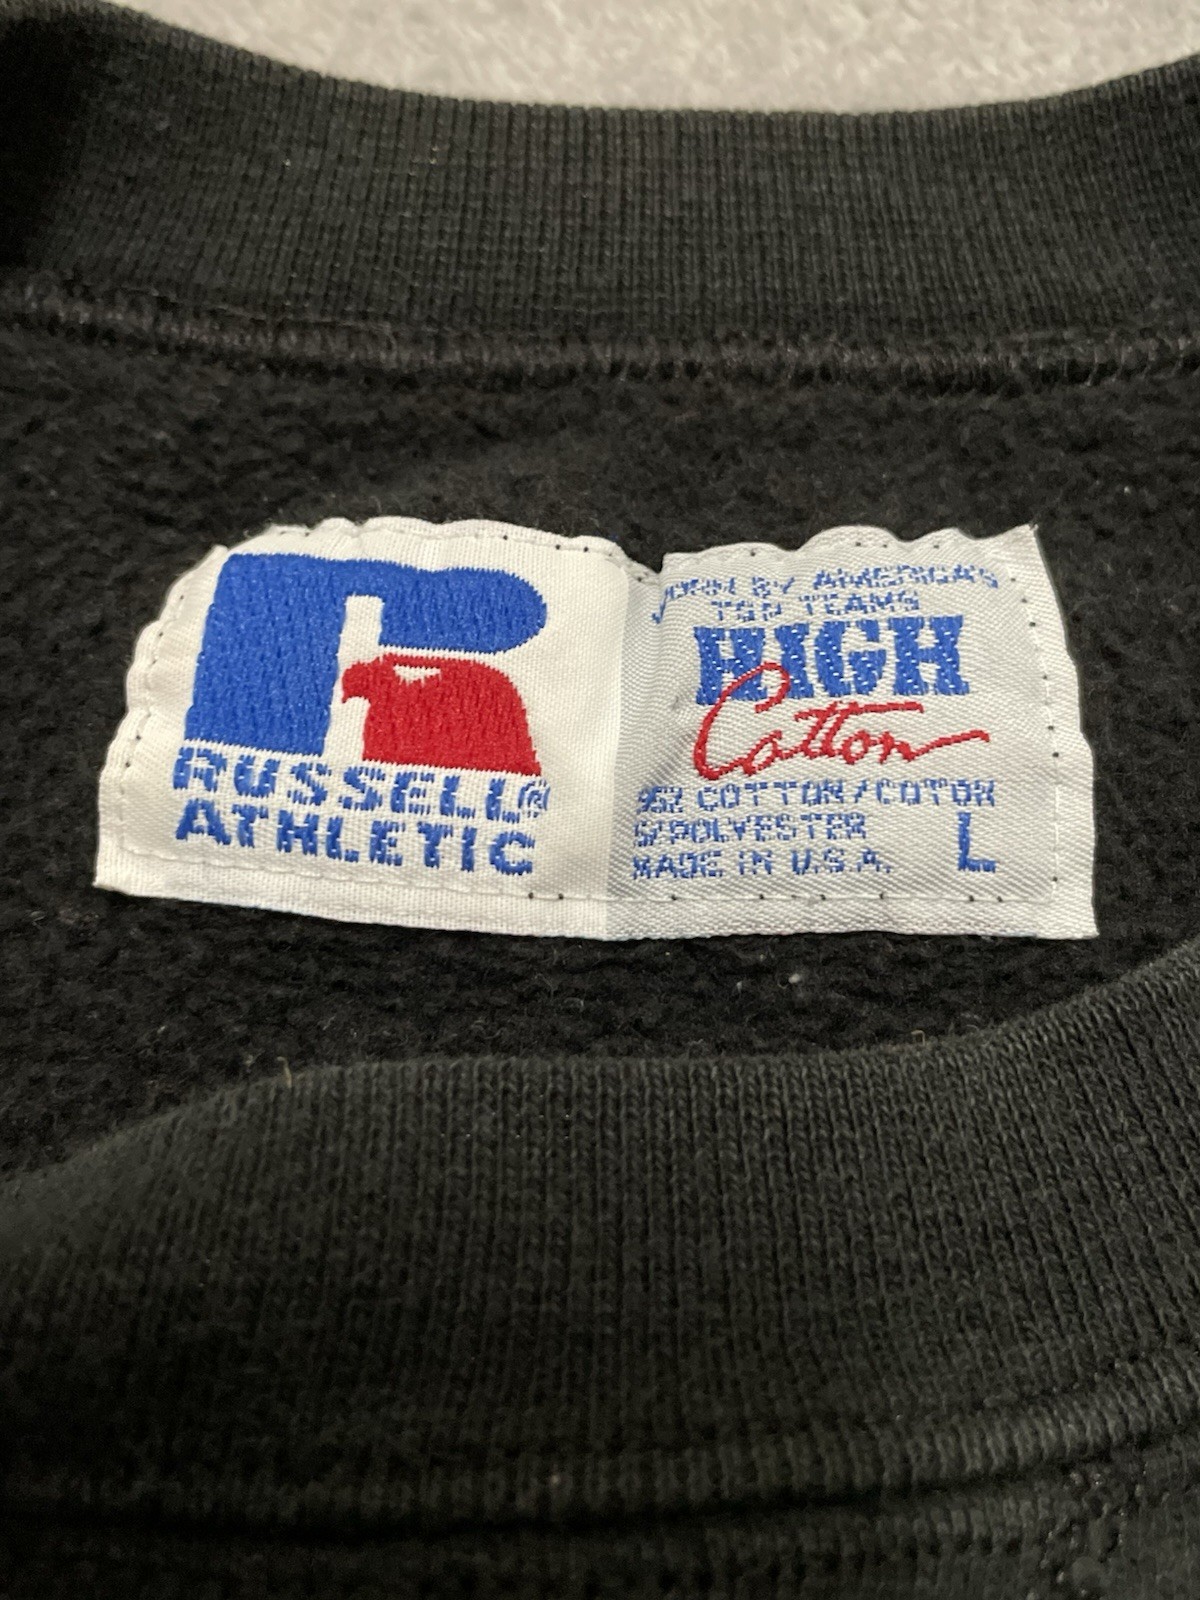 RUSSELL®
ATHLETIC
WORN BY AMERICA'S
TOP TEAMS
HIGH
Cotton
95% COTTON/COTON
5/POLYESTER
MADE IN U.S.A.
L